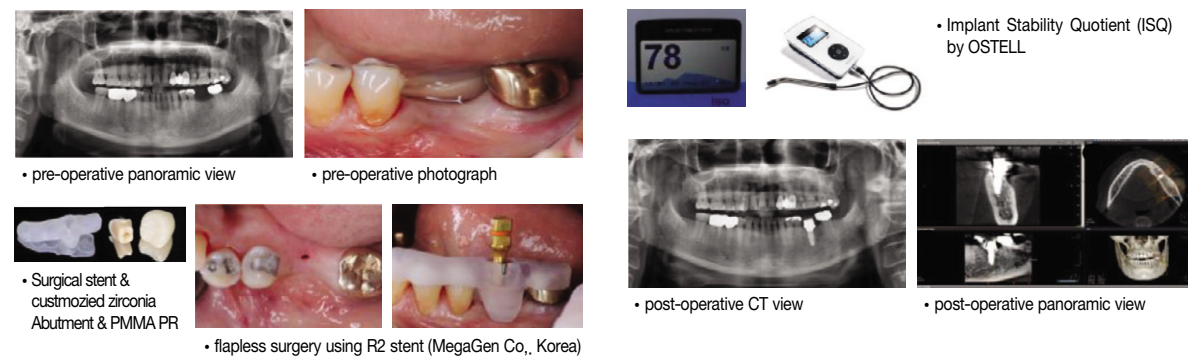 • pre-operative panoramic view
• pre-operative photograph
• Surgical stent &
custmozied zirconia
Abutment & PMMA PR
• flapless surgery using R2 stent (MegaGen Co,. Korea)
78
ISQ
• Implant Stability Quotient (ISQ)
by OSTELL
• post-operative CT view
• post-operative panoramic view